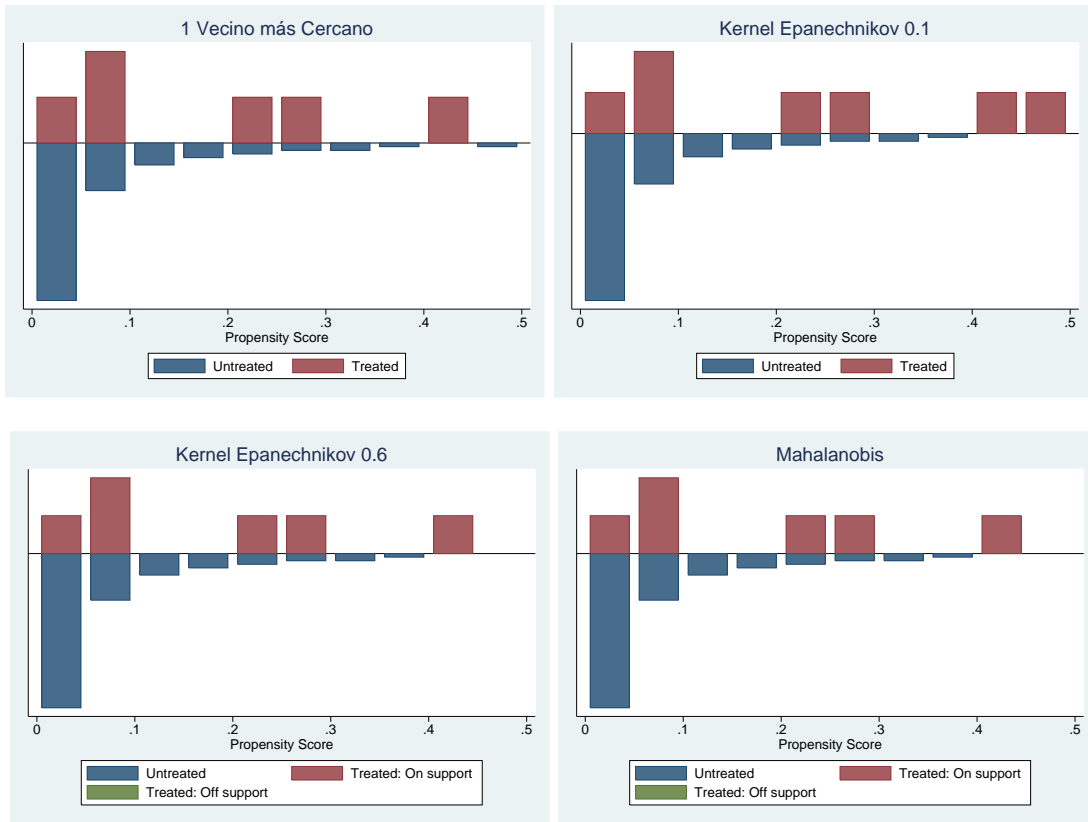 1 Vecino más Cercano
0 .1 .2 .3 .4 .5
Propensity Score
Untreated Treated
Kernel Epanechnikov 0.1
0 .1 .2 .3 .4 .5
Propensity Score
Untreated Treated
Kernel Epanechnikov 0.6
0 .1 .2 .3 .4 .5
Propensity Score
Untreated Treated: On support
Treated: Off support
Mahalanobis
0 .1 .2 .3 .4 .5
Propensity Score
Untreated Treated: On support
Treated: Off support